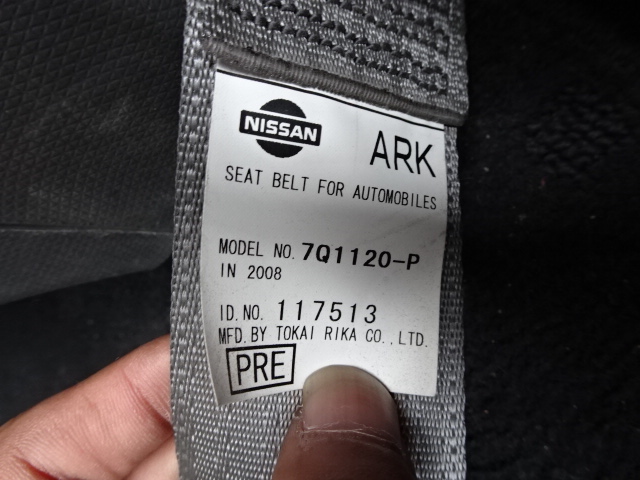 NISSAN ARK
SEAT BELT FOR AUTOMOBILES
MODEL NO. 7Q1120-P
IN 2008
ID.NO. 117513
MFD.BY TOKAI RIKA CO.,LTD.
PRE